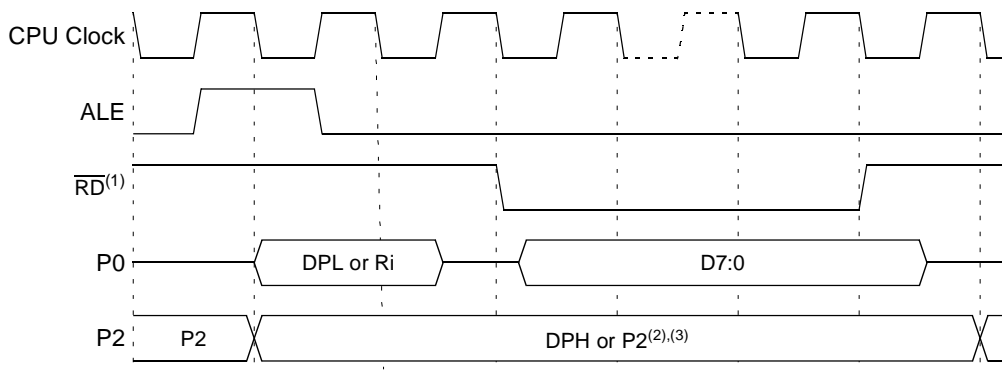 CPU Clock
ALE
RD(1)
P0 DPL or Ri D7:0
P2 P2 DPH or P2(2),(3)